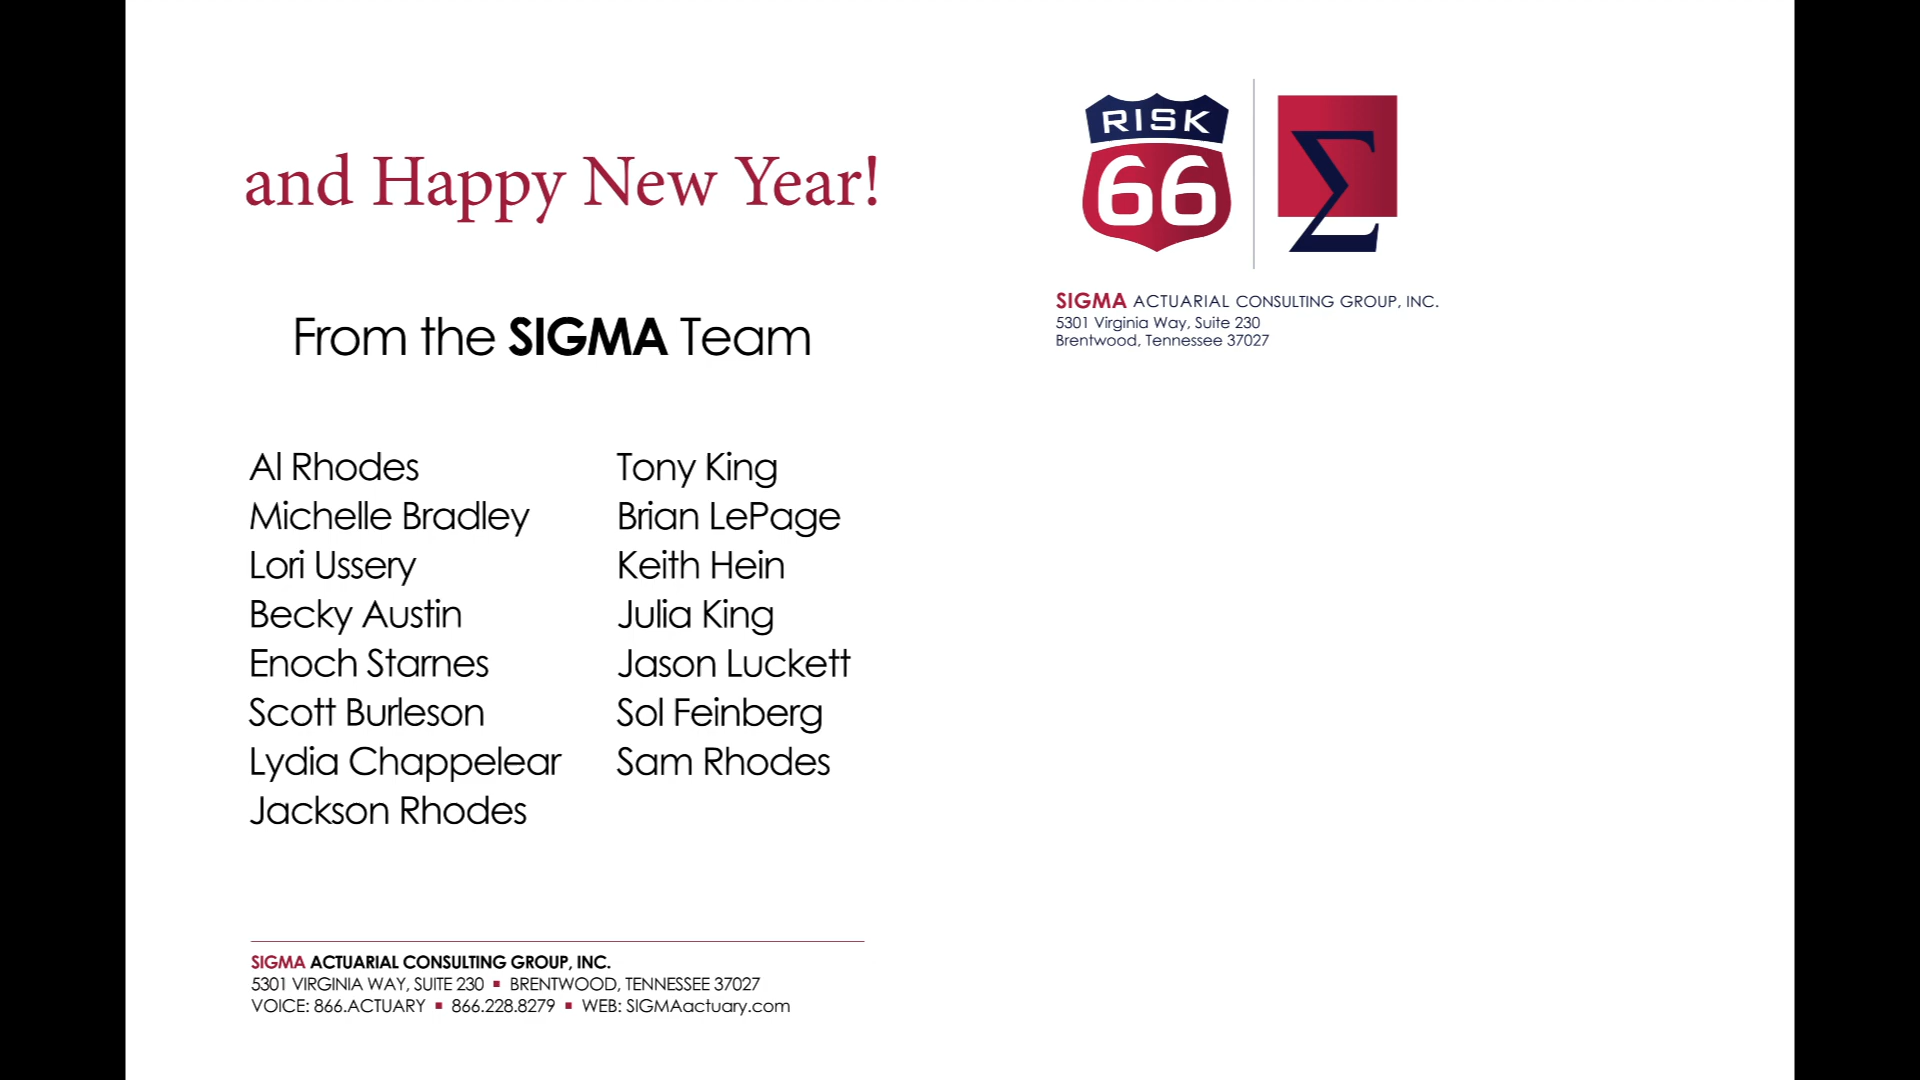 and Happy New Year!
From the SIGMA Team
Al Rhodes
Michelle Bradley
Lori Ussery
Becky Austin
Enoch Starnes
Scott Burleson
Lydia Chappelear
Jackson Rhodes
Tony King
Brian LePage
Keith Hein
Julia King
Jason Luckett
Sol Feinberg
Sam Rhodes
SIGMA ACTUARIAL CONSULTING GROUP, INC.
5301 VIRGINIA WAY, SUITE 230 ▪ BRENTWOOD, TENNESSEE 37027
VOICE: 866.ACTUARY ▪ 866.228.8279 ▪ WEB: SIGMAactuary.com
RISK
66
Σ
SIGMA ACTUARIAL CONSULTING GROUP, INC.
5301 Virginia Way, Suite 230
Brentwood, Tennessee 37027